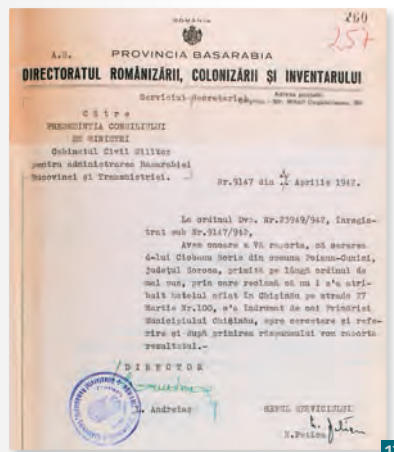 ROMÂNIA
260
257
A.B. PROVINCIA BASARABIA
DIRECTORATUL ROMÂNIZĂRII, COLONIZĂRII ȘI INVENTARULUI
Serviciul Secretariat
Către
PREȘEDINȚIA CONSILIULUI
DE MINIȘTRI
Cabinetul Civil Militar
pentru administrarea Basarabiei
Bucovinei și Transnistriei.
Nr.9147 din Aprilie 1942.
La ordinul Dvs. Nr.23949/942, înregis-
trat sub Nr.9147/942,
Avem onoare a Vă raporta, că cererea
d-lui Ciobanu Boris din comuna Poiana-Cunici,
județul Soroca, primită pe lângă ordinul de
mai sus, prin care reclamă că nu i s'a atri-
buit hotelul aflat în Chișinău pe strada 27
Martie Nr.100, s'a îndrumat de noi Primăriei
Municipiului Chișinău, spre cercetare și refe-
rire și după primirea răspunsului vom raporta
rezultatul.-
/DIRECTOR
L. Andreiaș
ȘEFUL SERVICIULUI